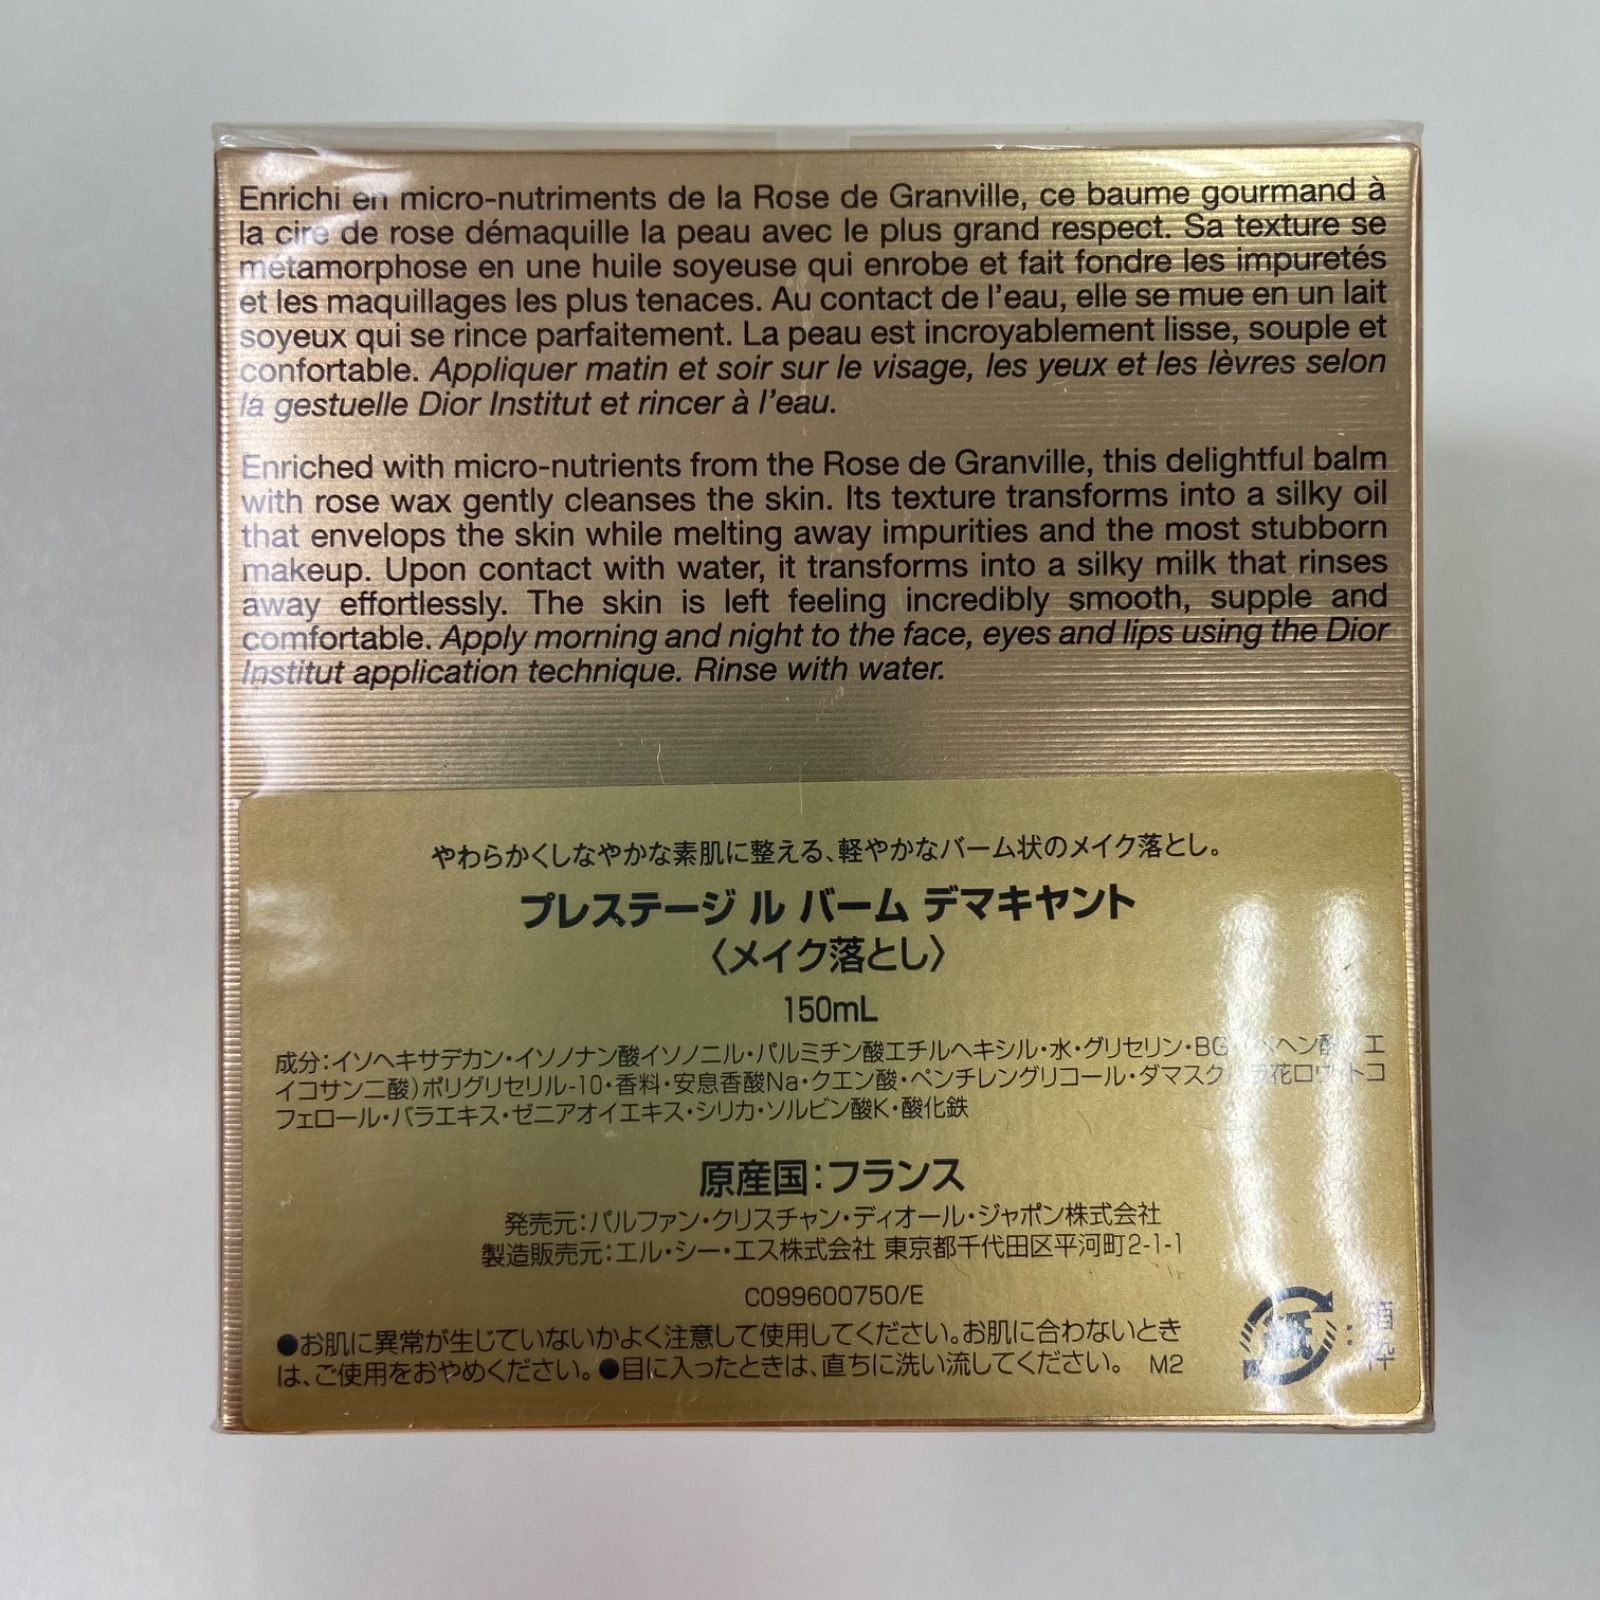 Enrichi en micro-nutriments de la Rose de Granville, ce baume gourmand à
la cire de rose démaquille la peau avec le plus grand respect. Sa texture se
métamorphose en une huile soyeuse qui enrobe et fait fondre les impuretés
et les maquillages les plus tenaces. Au contact de l'eau, elle se mue en un lait
soyeux qui se rince parfaitement. La peau est incroyablement lisse, souple et
confortable. Appliquer matin et soir sur le visage, les yeux et les lèvres selon
la gestuelle Dior Institut et rincer à l'eau.
Enriched with micro-nutrients from the Rose de Granville, this delightful balm
with rose wax gently cleanses the skin. Its texture transforms into a silky oil
that envelops the skin while melting away impurities and the most stubborn
makeup. Upon contact with water, it transforms into a silky milk that rinses
away effortlessly. The skin is left feeling incredibly smooth, supple and
comfortable. Apply morning and night to the face, eyes and lips using the Dior
Institut application technique. Rinse with water.
やわらかくしなやかな素肌に整える、軽やかなバーム状のメイク落とし。
プレステージ ル バーム デマキヤント
〈メイク落とし〉
150mL
成分：イソヘキサデカン・イソノナン酸イソノニル・パルミチン酸エチルヘキシル・水・グリセリン・BG・（ベヘン酸／エ
イコサン二酸）ポリグリセリル-10・香料・安息香酸Na・クエン酸・ペンチレングリコール・ダマスクバラ花ロウ・トコ
フェロール・バラエキス・ゼニアオイエキス・シリカ・ソルビン酸K・酸化鉄
原産国：フランス
発売元：パルファン・クリスチャン・ディオール・ジャポン株式会社
製造販売元：エル・シー・エス株式会社 東京都千代田区平河町2-1-1
C099600750/E
●お肌に異常が生じていないかよく注意して使用してください。お肌に合わないとき
は、ご使用をおやめください。●目に入ったときは、直ちに洗い流してください。 M2
紙：箱・枠